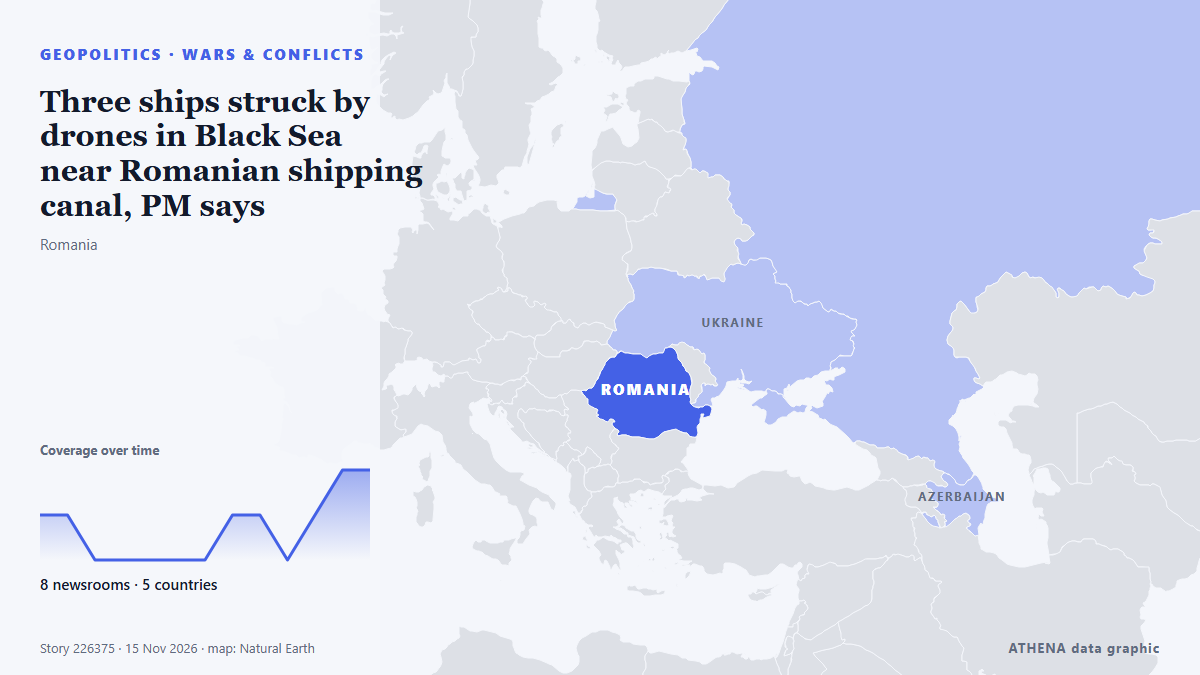 GEOPOLITICS · WARS & CONFLICTS
Three ships struck by
drones in Black Sea
near Romanian shipping
canal, PM says
Romania
UKRAINE
ROMANIA
AZERBAIJAN
Coverage over time
8 newsrooms · 5 countries
Story 226375 · 15 Nov 2026 · map: Natural Earth
ATHENA data graphic